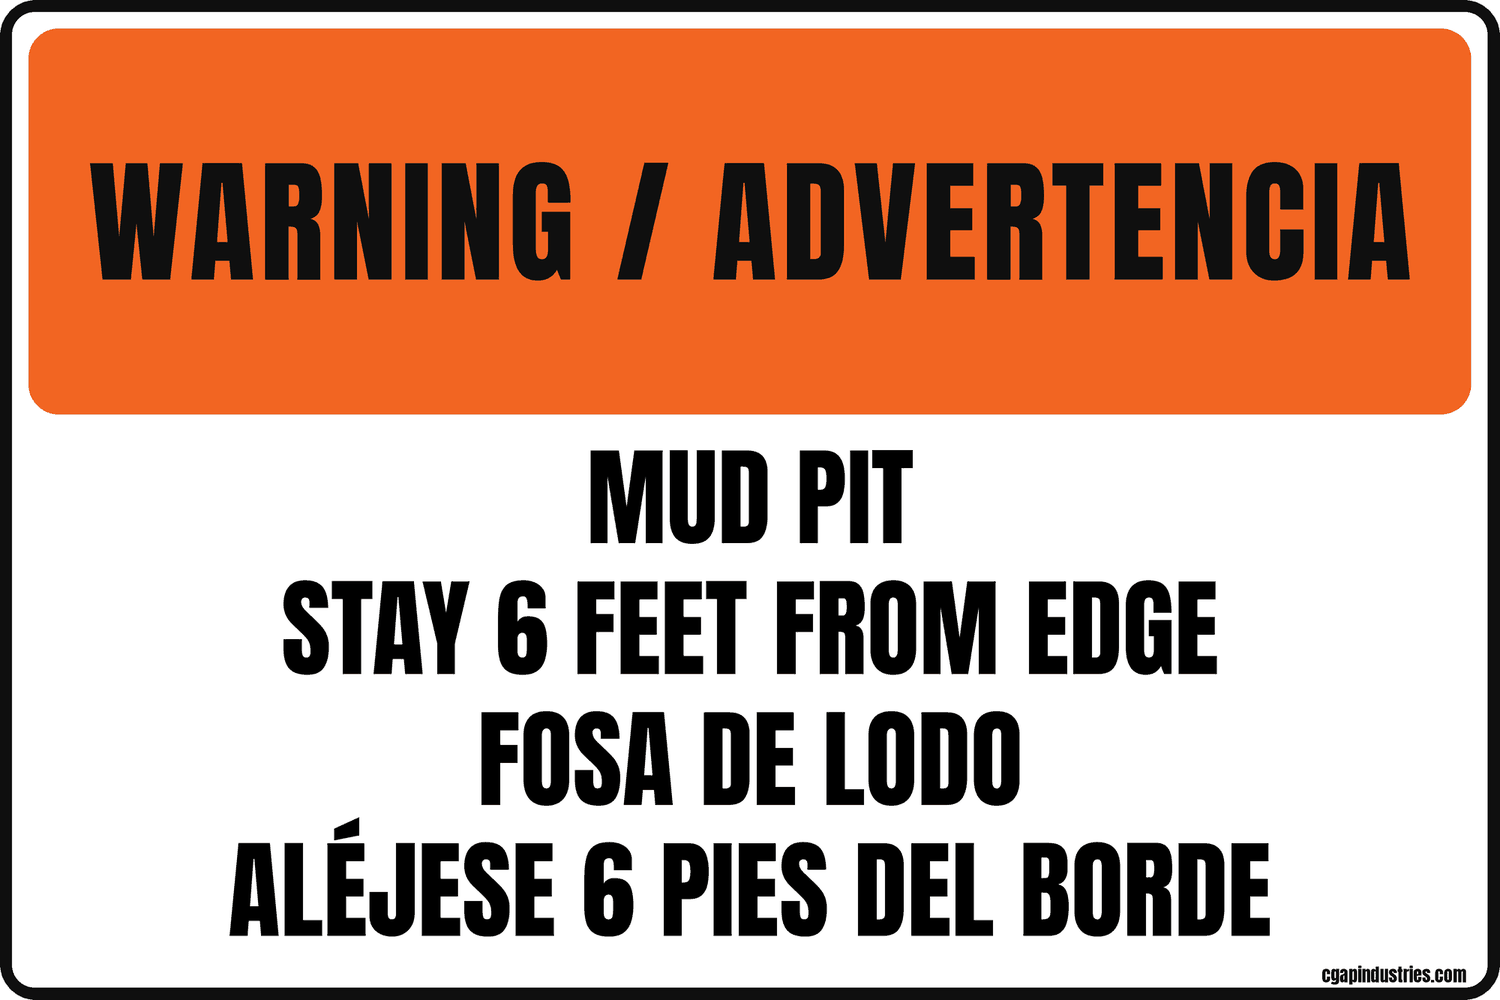 WARNING / ADVERTENCIA
MUD PIT
STAY 6 FEET FROM EDGE
FOSA DE LODO
ALÉJESE 6 PIES DEL BORDE
cgapindustries.com